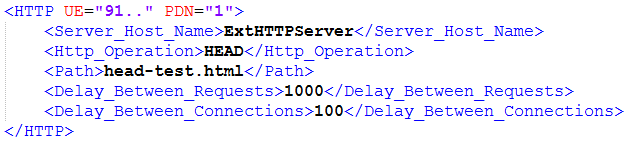 <HTTP UE="91.." PDN="1">
<Server_Host_Name>ExtHTTPServer</Server_Host_Name>
<Http_Operation>HEAD</Http_Operation>
<Path>head-test.html</Path>
<Delay_Between_Requests>1000</Delay_Between_Requests>
<Delay_Between_Connections>100</Delay_Between_Connections>
</HTTP>